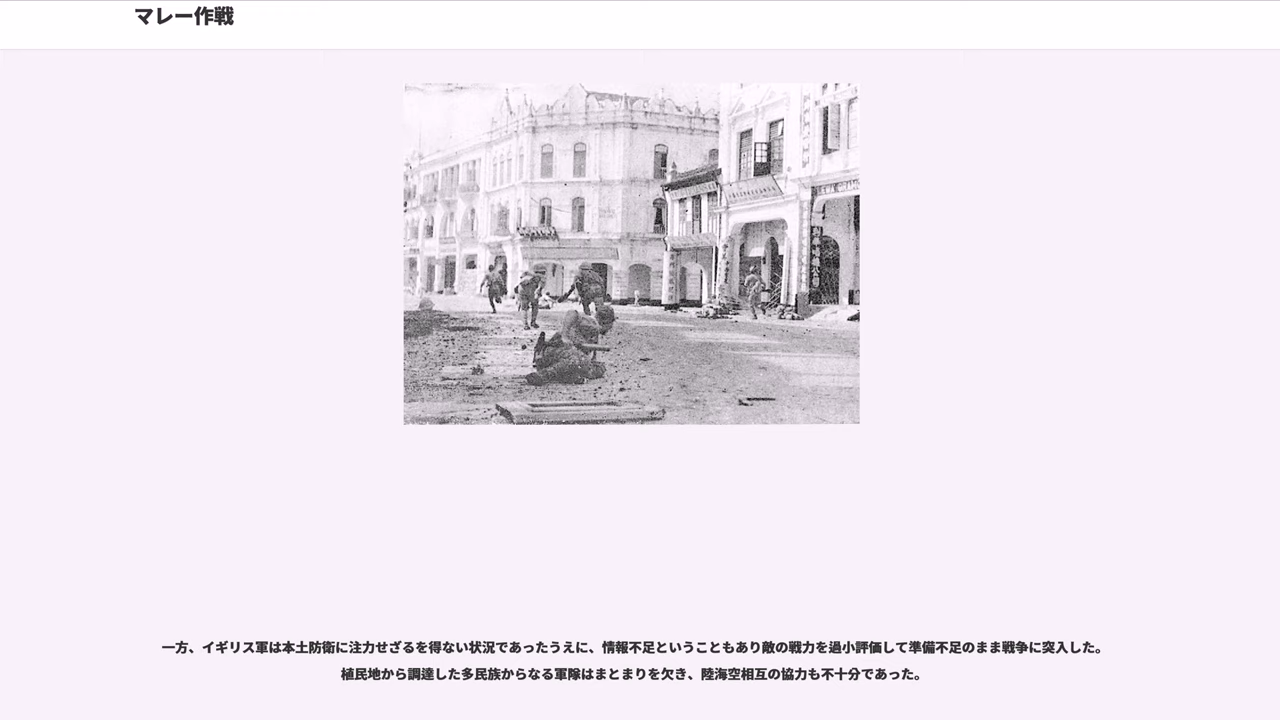 マレー作戦
一方、イギリス軍は本土防衛に注力せざるを得ない状況であったうえに、情報不足ということもあり敵の戦力を過小評価して準備不足のまま戦争に突入した。
植民地から調達した多民族からなる軍隊はまとまりを欠き、陸海空相互の協力も不十分であった。